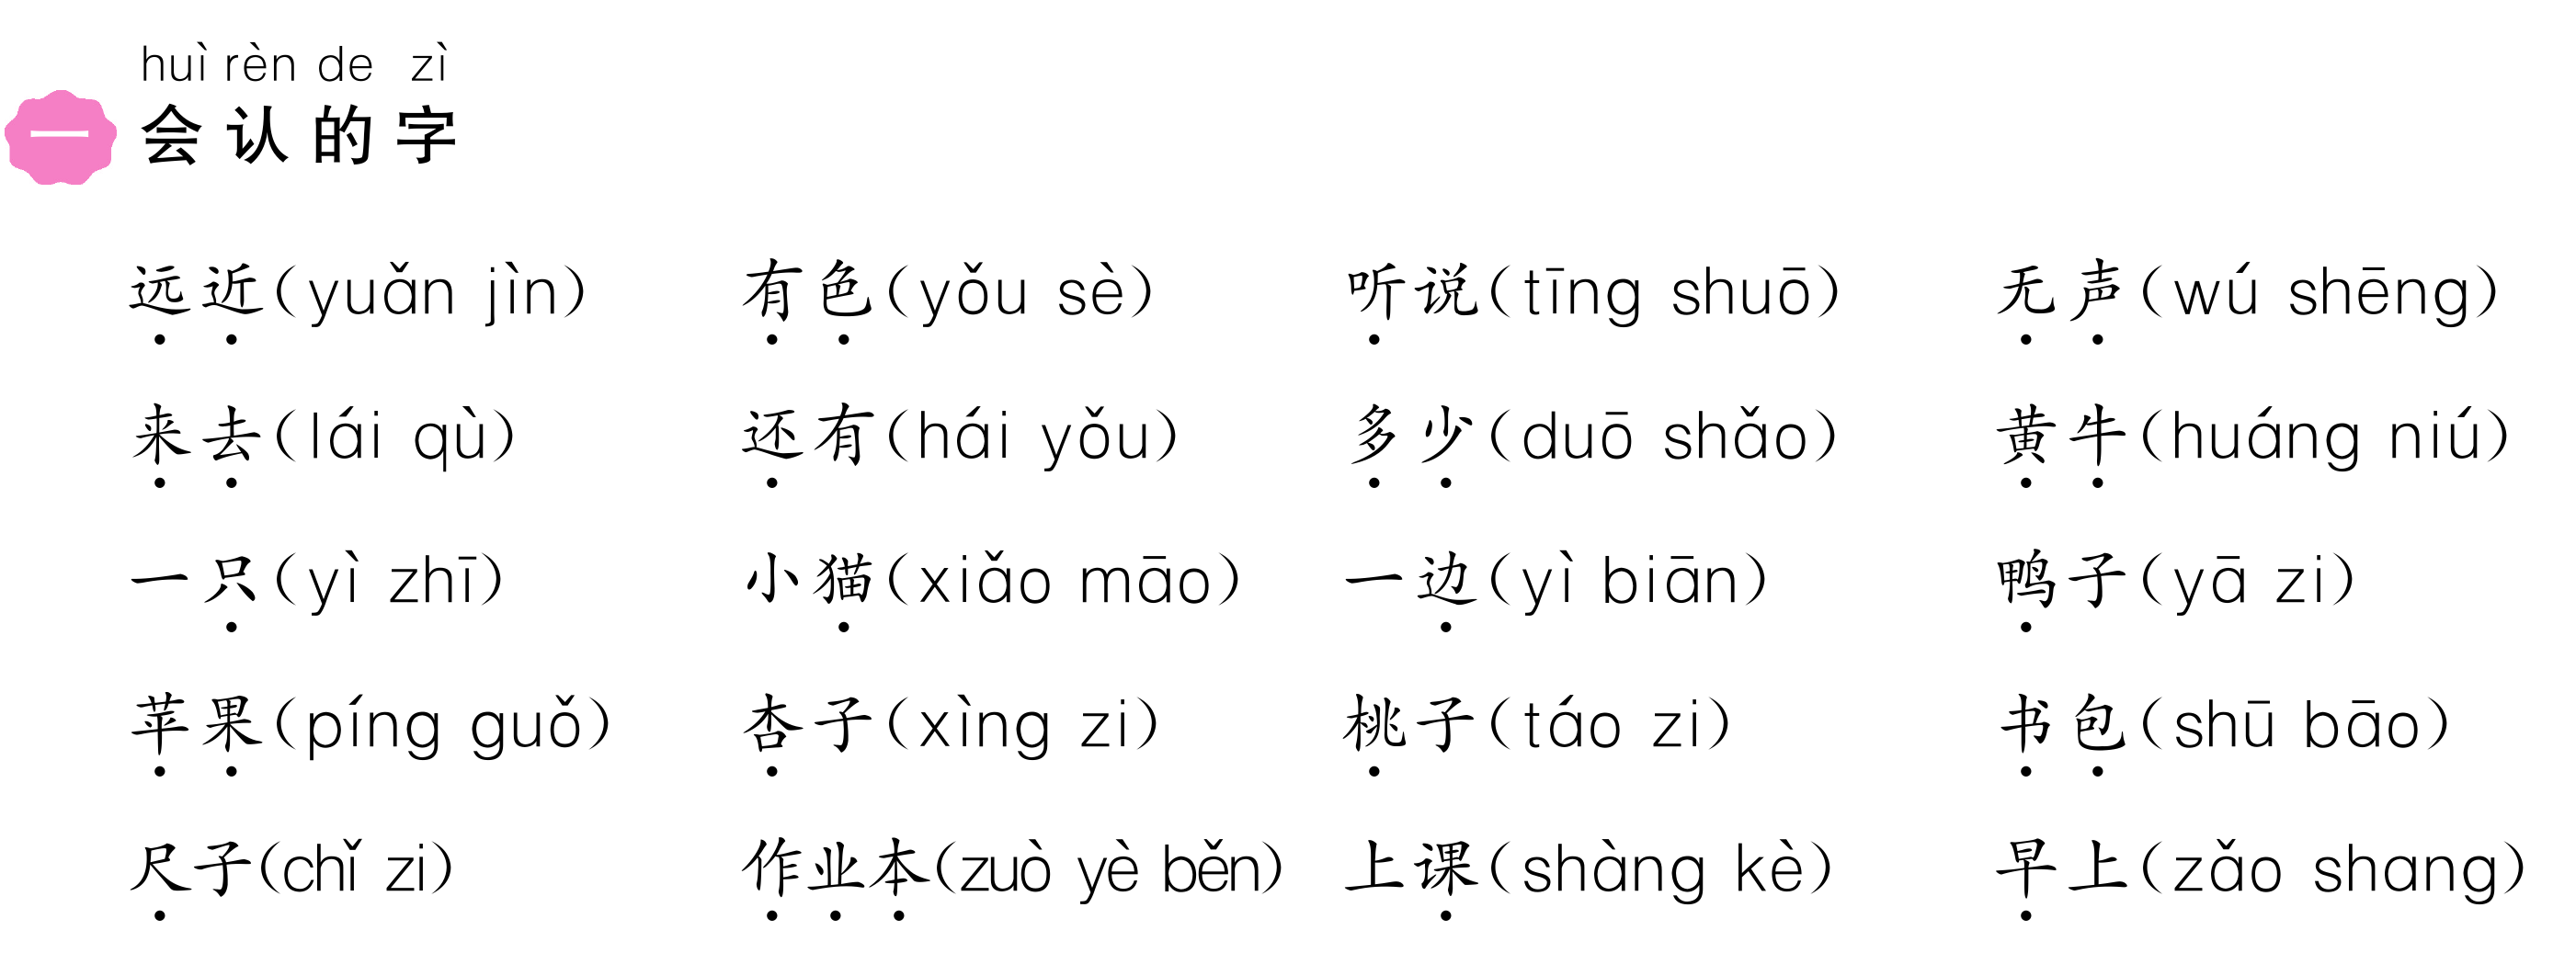 huì rèn de zì
一 会认的字
远近(yuǎn jìn) 有色(yǒu sè) 听说(tīng shuō) 无声(wú shēng)
来去(lái qù) 还有(hái yǒu) 多少(duō shǎo) 黄牛(huáng niú)
一只(yì zhī) 小猫(xiǎo māo) 一边(yì biān) 鸭子(yā zi)
苹果(píng guǒ) 杏子(xìng zi) 桃子(táo zi) 书包(shū bāo)
尺子(chǐ zi) 作业本(zuò yè běn) 上课(shàng kè) 早上(zǎo shang)